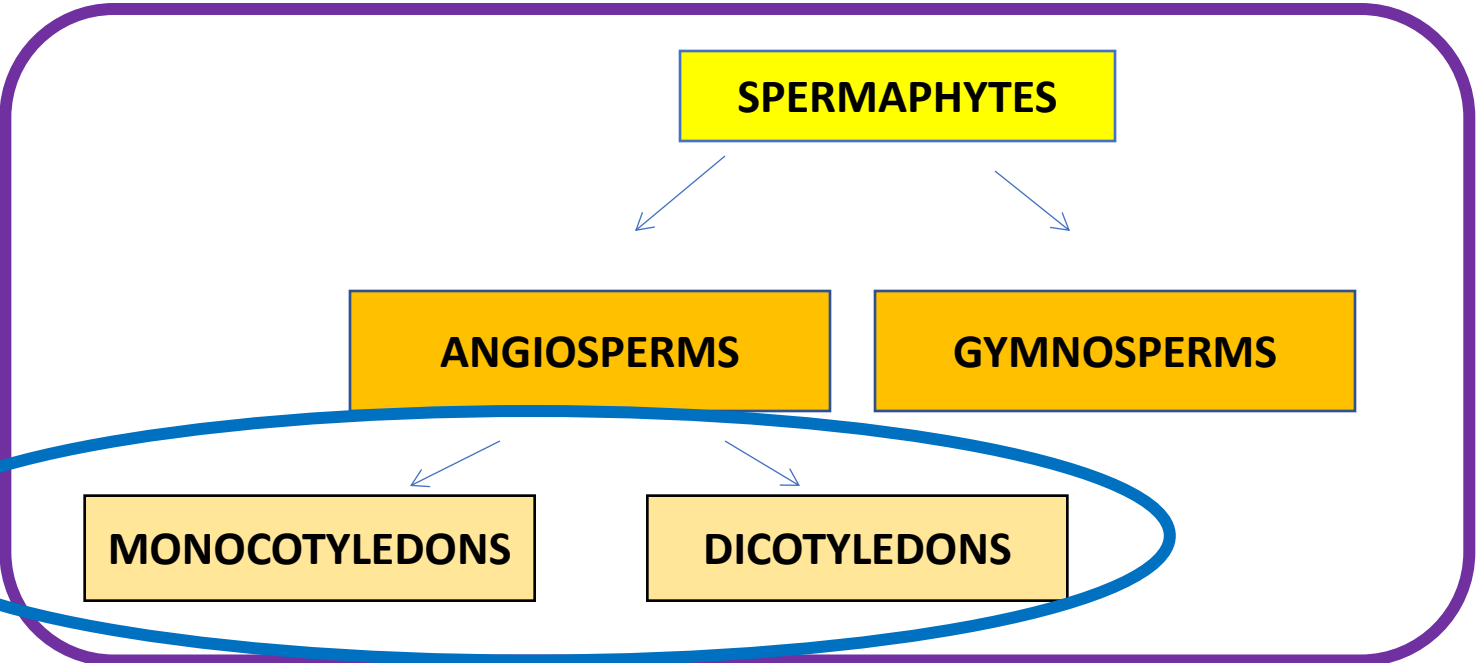 SPERMAPHYTES
ANGIOSPERMS
GYMNOSPERMS
MONOCOTYLEDONS
DICOTYLEDONS